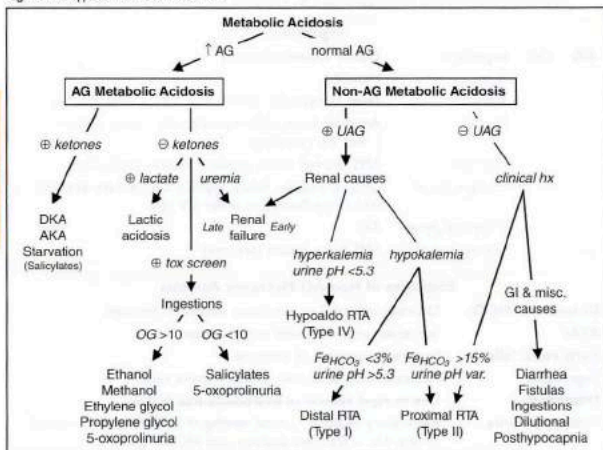 Metabolic Acidosis
↑ AG
normal AG
AG Metabolic Acidosis
Non-AG Metabolic Acidosis
⊕ ketones
⊖ ketones
⊕ UAG
⊖ UAG
⊕ lactate
uremia
Renal causes
clinical hx
DKA
AKA
Starvation
(Salicylates)
Lactic
acidosis
Late
Renal
failure
Early
hyperkalemia
urine pH <5.3
hypokalemia
⊕ tox screen
Ingestions
Hypoaldo RTA
(Type IV)
GI & misc.
causes
OG >10
OG <10
FeHCO3 <3%
urine pH >5.3
FeHCO3 >15%
urine pH var.
Ethanol
Methanol
Ethylene glycol
Propylene glycol
5-oxoprolinuria
Salicylates
5-oxoprolinuria
Distal RTA
(Type I)
Proximal RTA
(Type II)
Diarrhea
Fistulas
Ingestions
Dilutional
Posthypocapnia